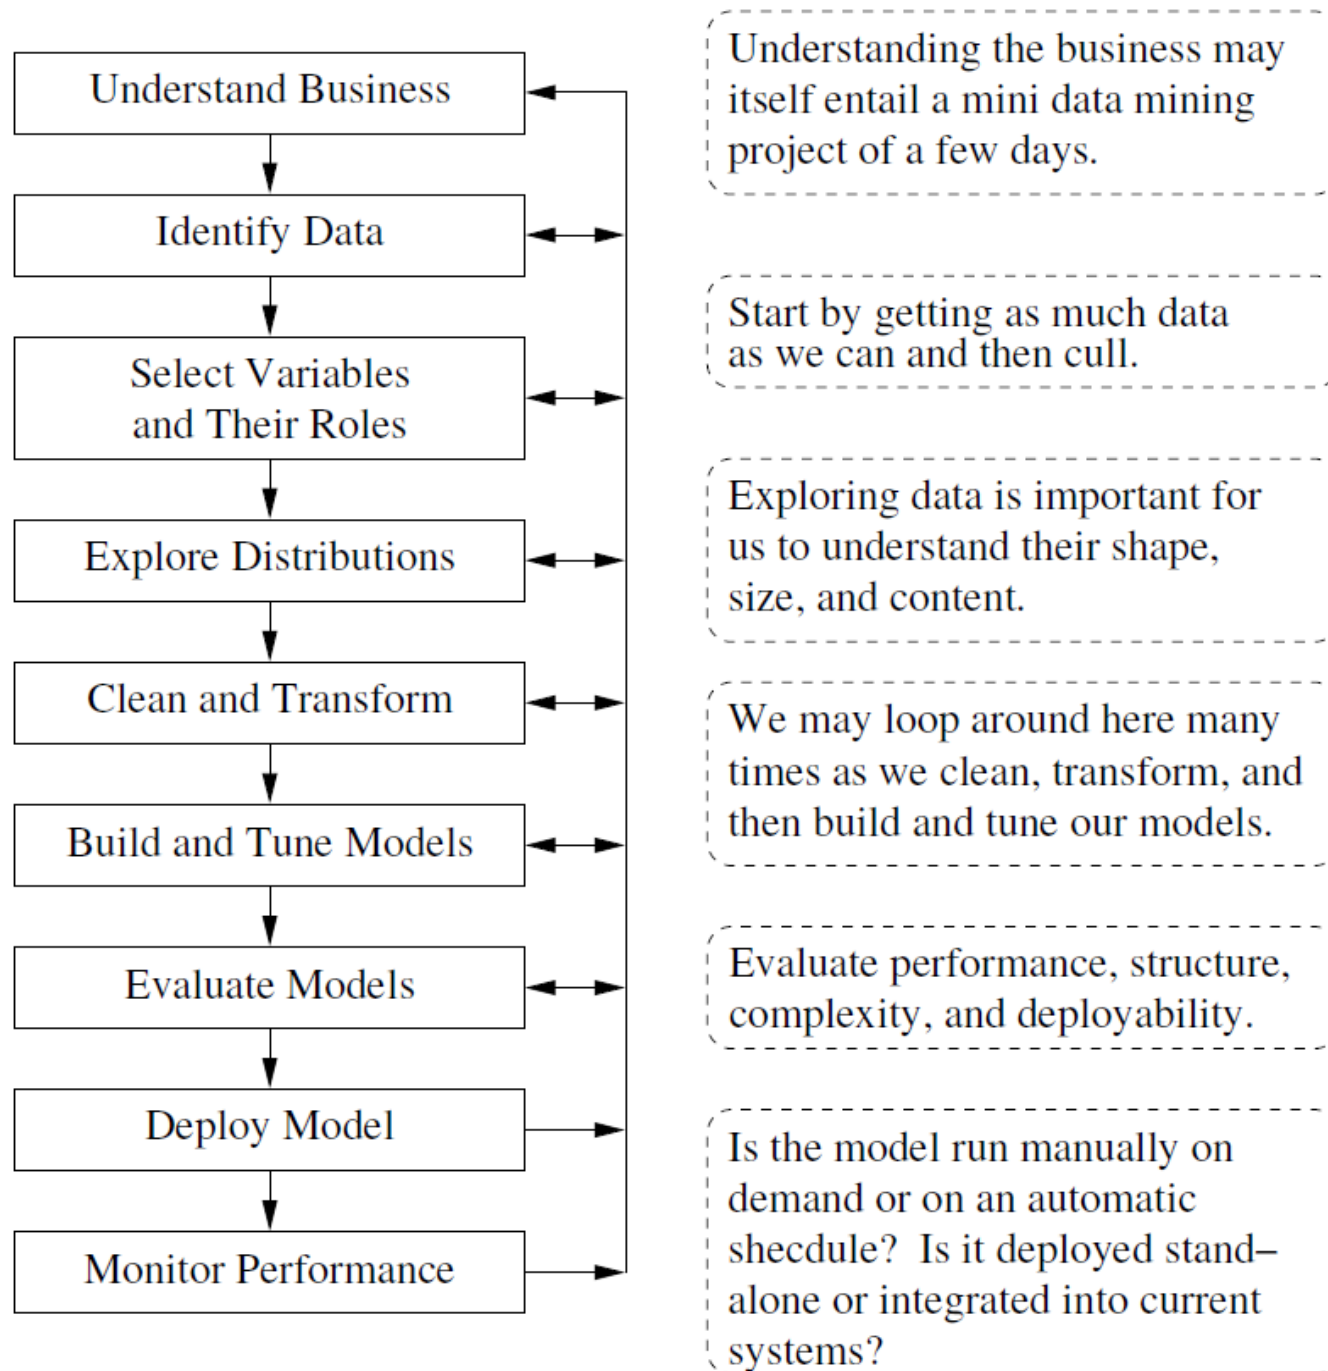 Understand Business
Identify Data
Select Variables
and Their Roles
Explore Distributions
Clean and Transform
Build and Tune Models
Evaluate Models
Deploy Model
Monitor Performance
Understanding the business may
itself entail a mini data mining
project of a few days.
Start by getting as much data
as we can and then cull.
Exploring data is important for
us to understand their shape,
size, and content.
We may loop around here many
times as we clean, transform, and
then build and tune our models.
Evaluate performance, structure,
complexity, and deployability.
Is the model run manually on
demand or on an automatic
shecdule? Is it deployed stand–
alone or integrated into current
systems?